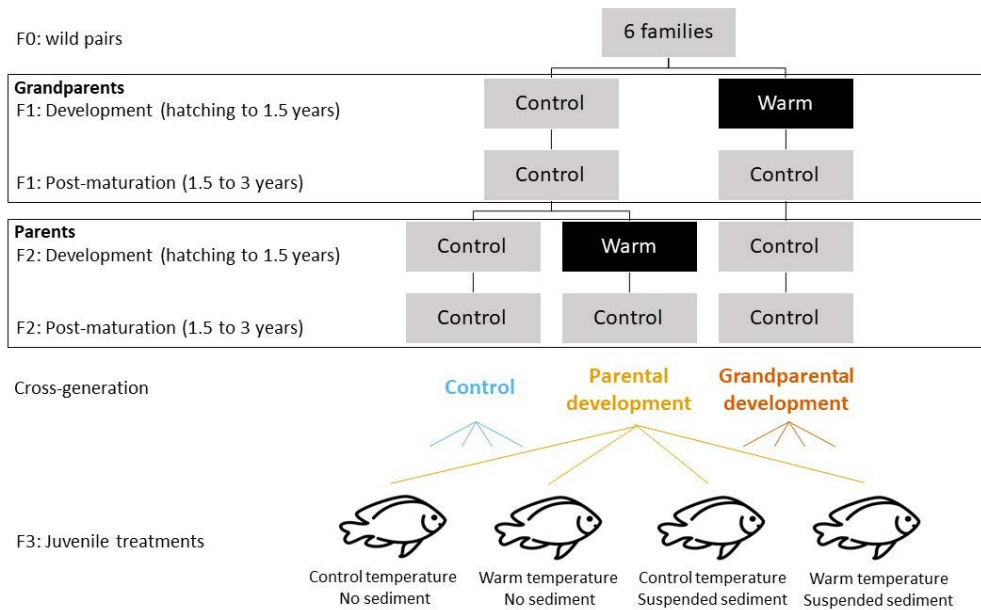 F0: wild pairs
6 families
Grandparents
F1: Development (hatching to 1.5 years)
Control
Warm
F1: Post-maturation (1.5 to 3 years)
Control
Control
Parents
F2: Development (hatching to 1.5 years)
Control
Warm
Control
F2: Post-maturation (1.5 to 3 years)
Control
Control
Control
Cross-generation
Control
Parental
development
Grandparental
development
F3: Juvenile treatments
Control temperature
No sediment
Warm temperature
No sediment
Control temperature
Suspended sediment
Warm temperature
Suspended sediment